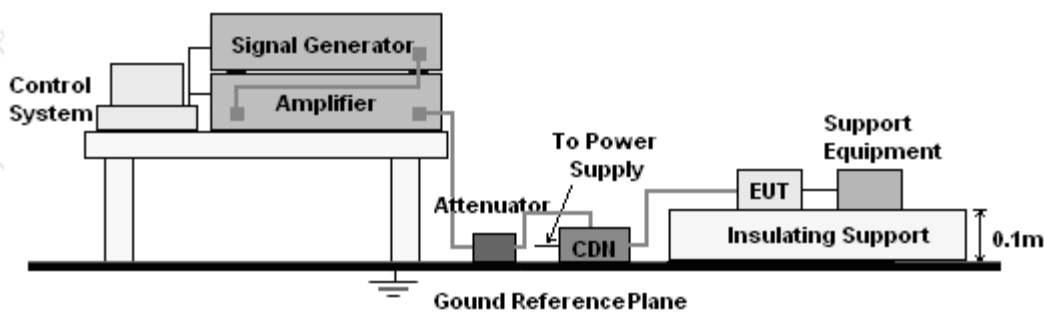 Signal Generator
Control
System
Amplifier
To Power
Supply
Support
Equipment
Attenuator
EUT
CDN
Insulating Support
0.1m
Gound Reference Plane